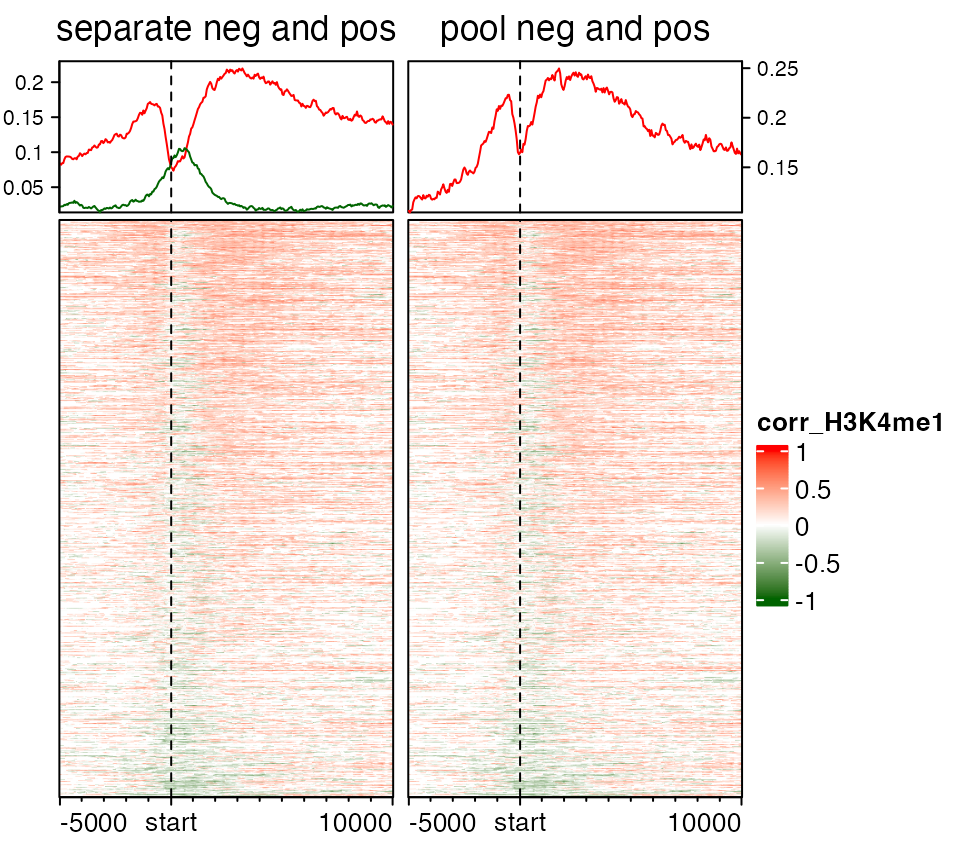 separate neg and pos
pool neg and pos
0.2
0.15
0.1
0.05
0.25
0.2
0.15
corr_H3K4me1
1
0.5
0
-0.5
-1
-5000 start 10000
-5000 start 10000